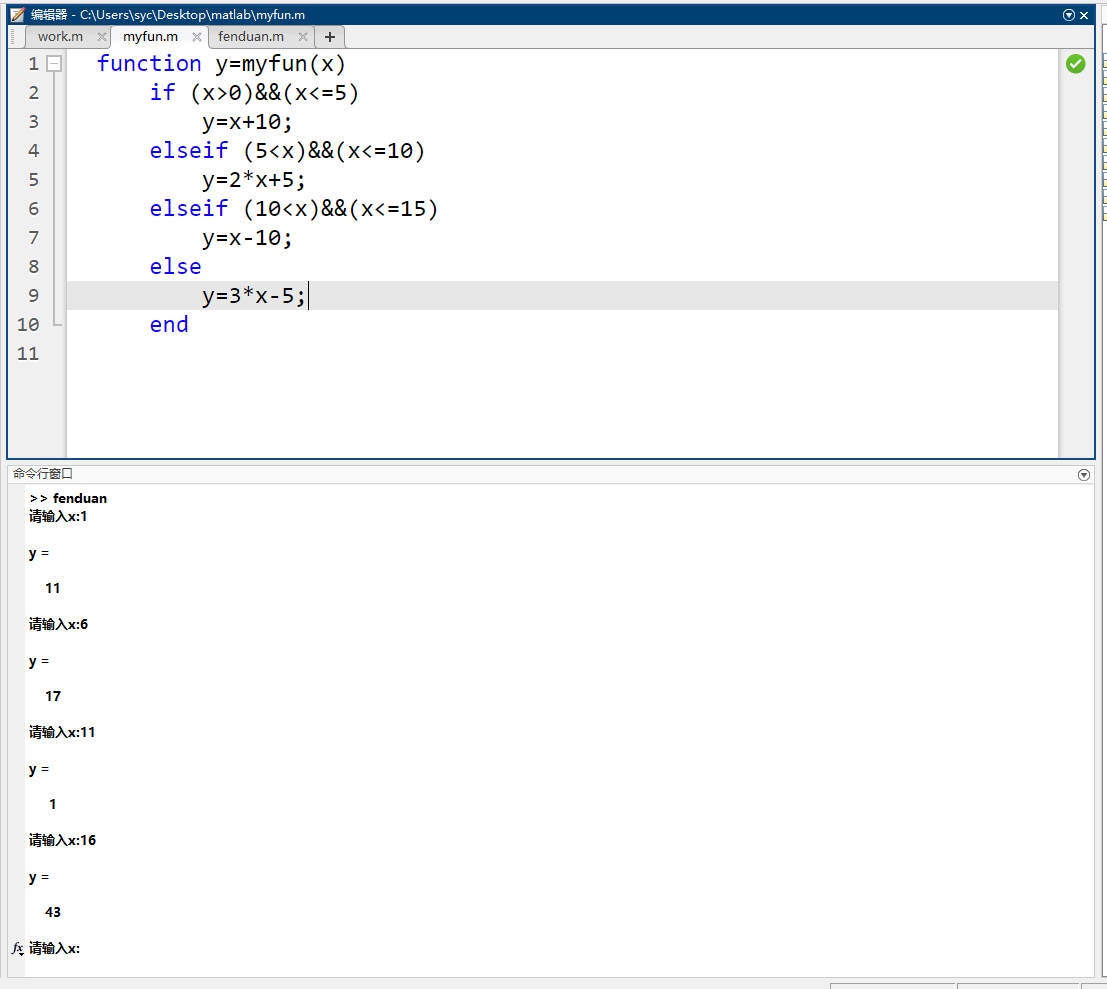 编辑器 - C:\Users\syc\Desktop\matlab\myfun.m
work.m × myfun.m × fenduan.m × +
1 function y=myfun(x)
2 if (x>0)&&(x<=5)
3 y=x+10;
4 elseif (5<x)&&(x<=10)
5 y=2*x+5;
6 elseif (10<x)&&(x<=15)
7 y=x-10;
8 else
9 y=3*x-5;
10 end
11
命令行窗口
>> fenduan
请输入x:1
y =
11
请输入x:6
y =
17
请输入x:11
y =
1
请输入x:16
y =
43
fx 请输入x: